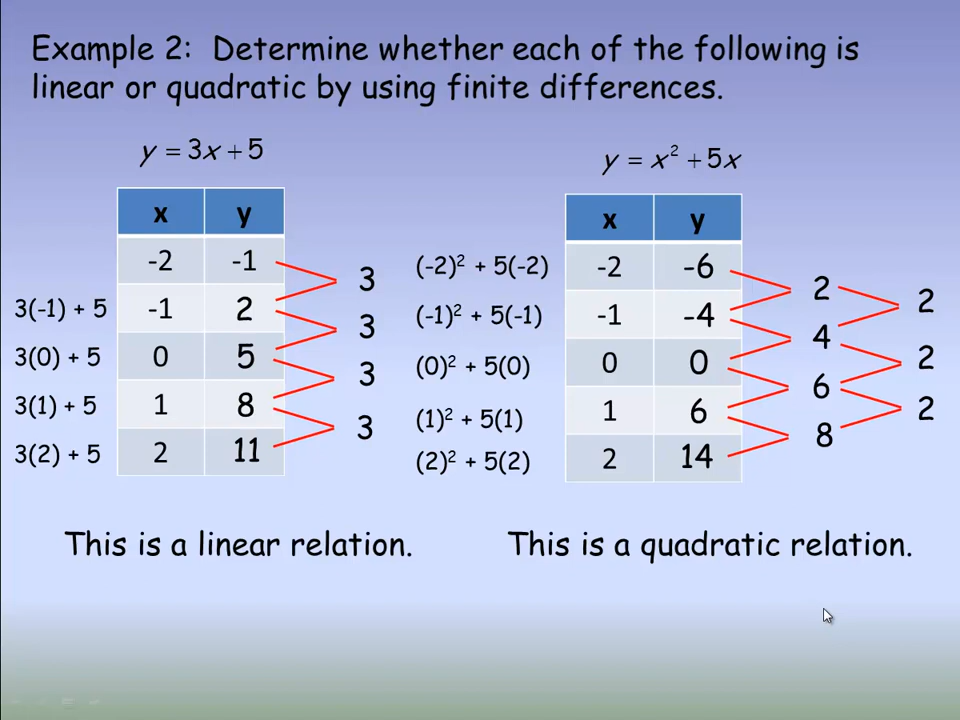 Example 2: Determine whether each of the following is
linear or quadratic by using finite differences.
y = 3x + 5
x y
-2 -1
3(-1) + 5 -1 2
3(0) + 5 0 5
3(1) + 5 1 8
3(2) + 5 2 11
3
3
3
3
This is a linear relation.
y = x² + 5x
x y
(-2)² + 5(-2) -2 -6
(-1)² + 5(-1) -1 -4
(0)² + 5(0) 0 0
(1)² + 5(1) 1 6
(2)² + 5(2) 2 14
2
4
6
8
2
2
2
This is a quadratic relation.